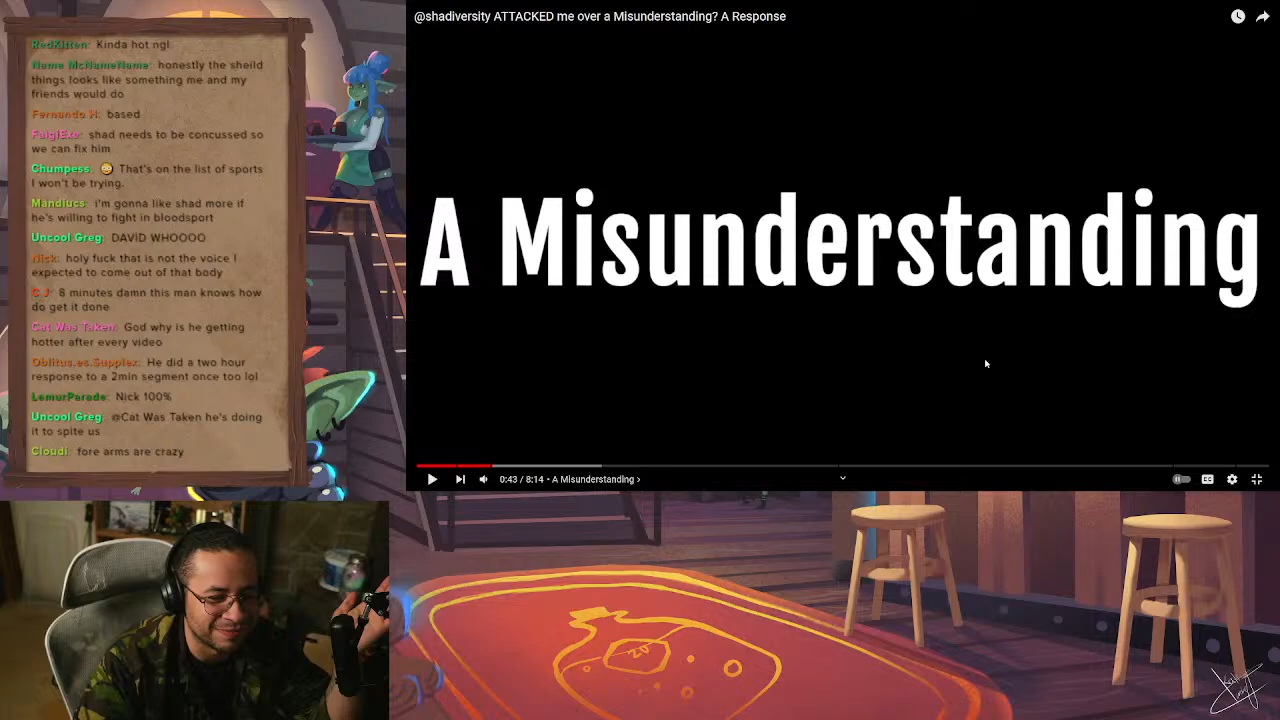 RedKitten: Kinda hot ngl
Name McNameName: honestly the sheild
things looks like something me and my
friends would do
Fernando H: based
shad needs to be concussed so
we can fix him
Chumpess: 😳 That's on the list of sports
I won't be trying.
Mandiucs: i'm gonna like shad more if
he's willing to fight in bloodsport
Uncool Greg: DAVID WHOOOO
Nick: holy fuck that is not the voice I
expected to come out of that body
C J: 8 minutes damn this man knows how
do get it done
Cat Was Taken: God why is he getting
hotter after every video
Oblitus.es.Supplex: He did a two hour
response to a 2min segment once too lol
LemurParade: Nick 100%
Uncool Greg: @Cat Was Taken he's doing
it to spite us
Cloudi: fore arms are crazy
@shadiversity ATTACKED me over a Misunderstanding? A Response
A Misunderstanding
0:43 / 8:14 • A Misunderstanding ›
CC
20